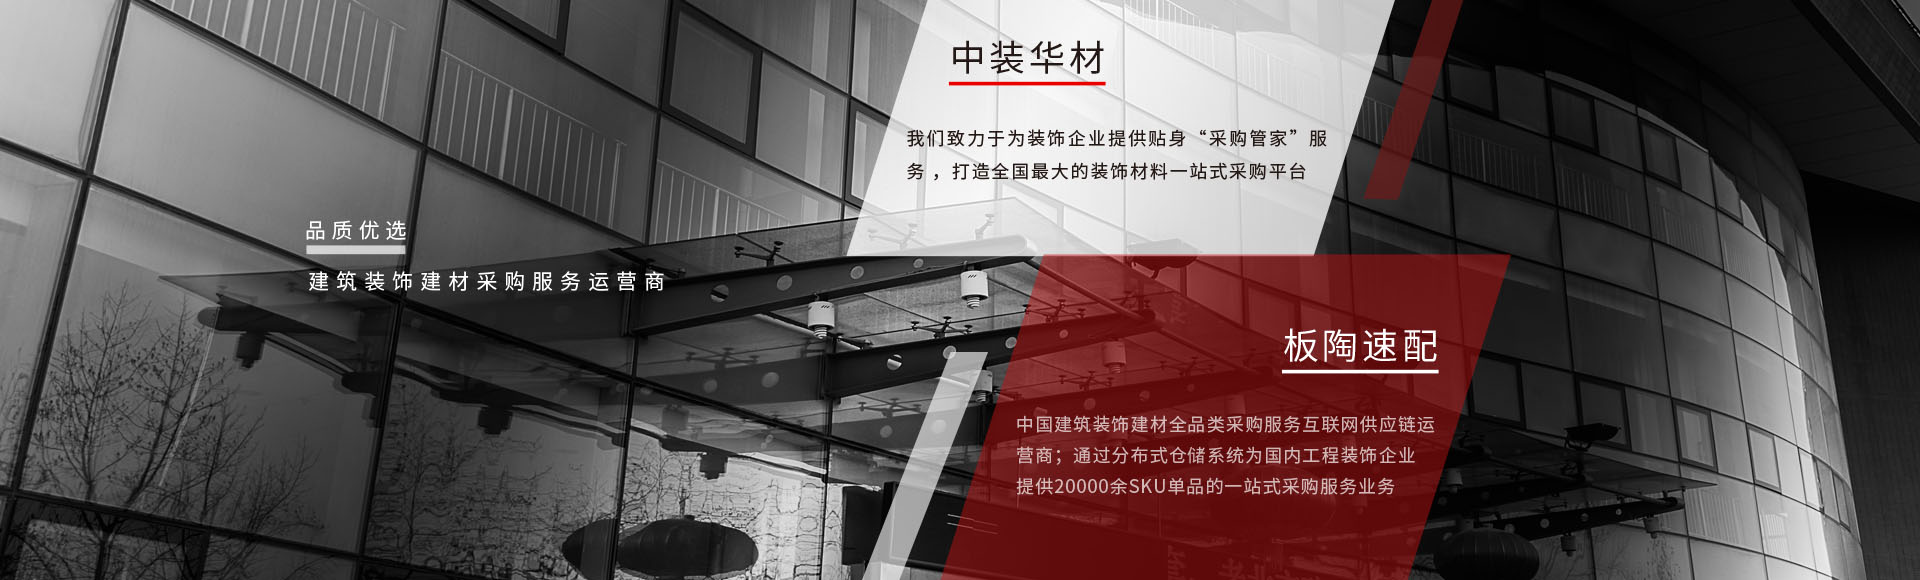 中装华材
我们致力于为装饰企业提供贴身“采购管家”服
务，打造全国最大的装饰材料一站式采购平台
品质优选
建筑装饰建材采购服务运营商
板陶速配
中国建筑装饰建材全品类采购服务互联网供应链运
营商；通过分布式仓储系统为国内工程装饰企业
提供20000余SKU单品的一站式采购服务业务